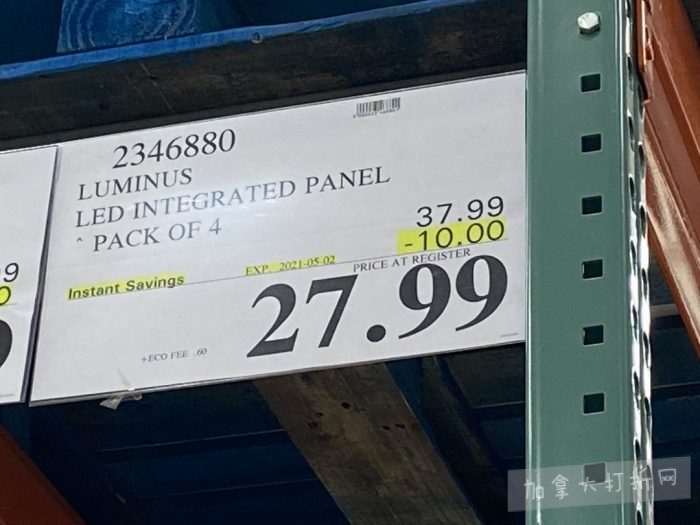 2346880
LUMINUS
LED INTEGRATED PANEL
^ PACK OF 4
37.99
-10.00
Instant Savings
EXP. 2021-05-02
PRICE AT REGISTER
27.99
+ECO FEE .60
9
加拿大打折网